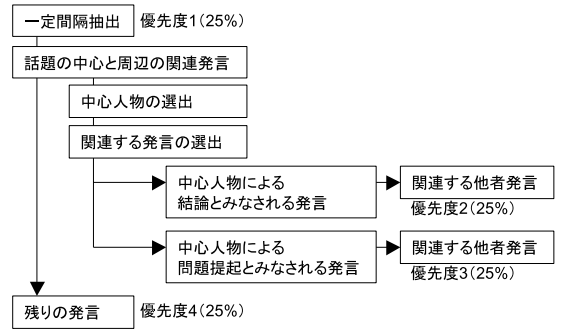 一定間隔抽出
優先度1(25%)
話題の中心と周辺の関連発言
中心人物の選出
関連する発言の選出
中心人物による
結論とみなされる発言
関連する他者発言
優先度2(25%)
中心人物による
問題提起とみなされる発言
関連する他者発言
優先度3(25%)
残りの発言
優先度4(25%)